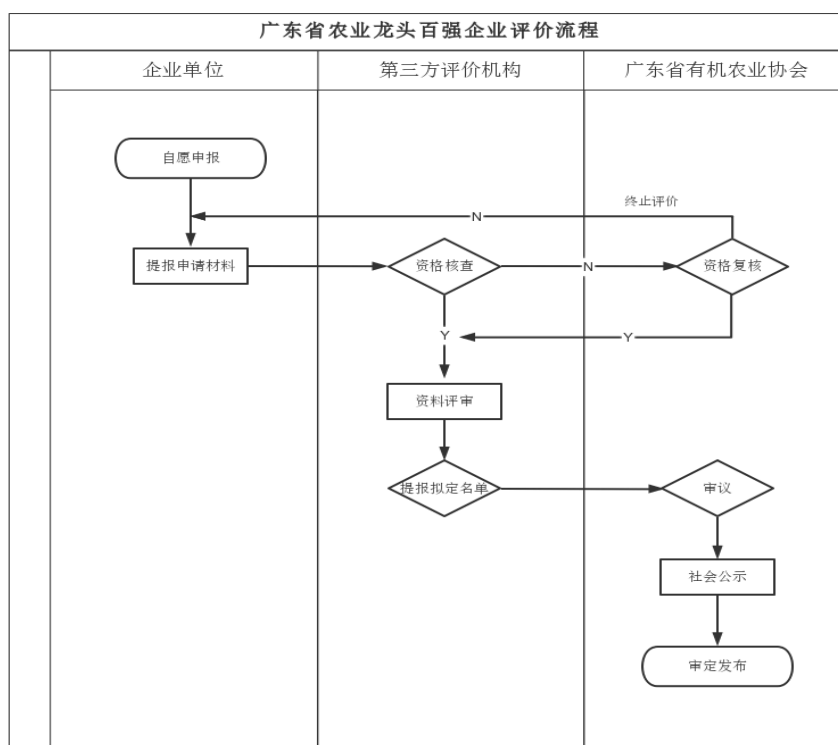 广东省农业龙头百强企业评价流程
企业单位
第三方评价机构
广东省有机农业协会
自愿申报
终止评价
N
提报申请材料
资格核查
N
资格复核
Y
Y
资料评审
提报拟定名单
审议
社会公示
审定发布